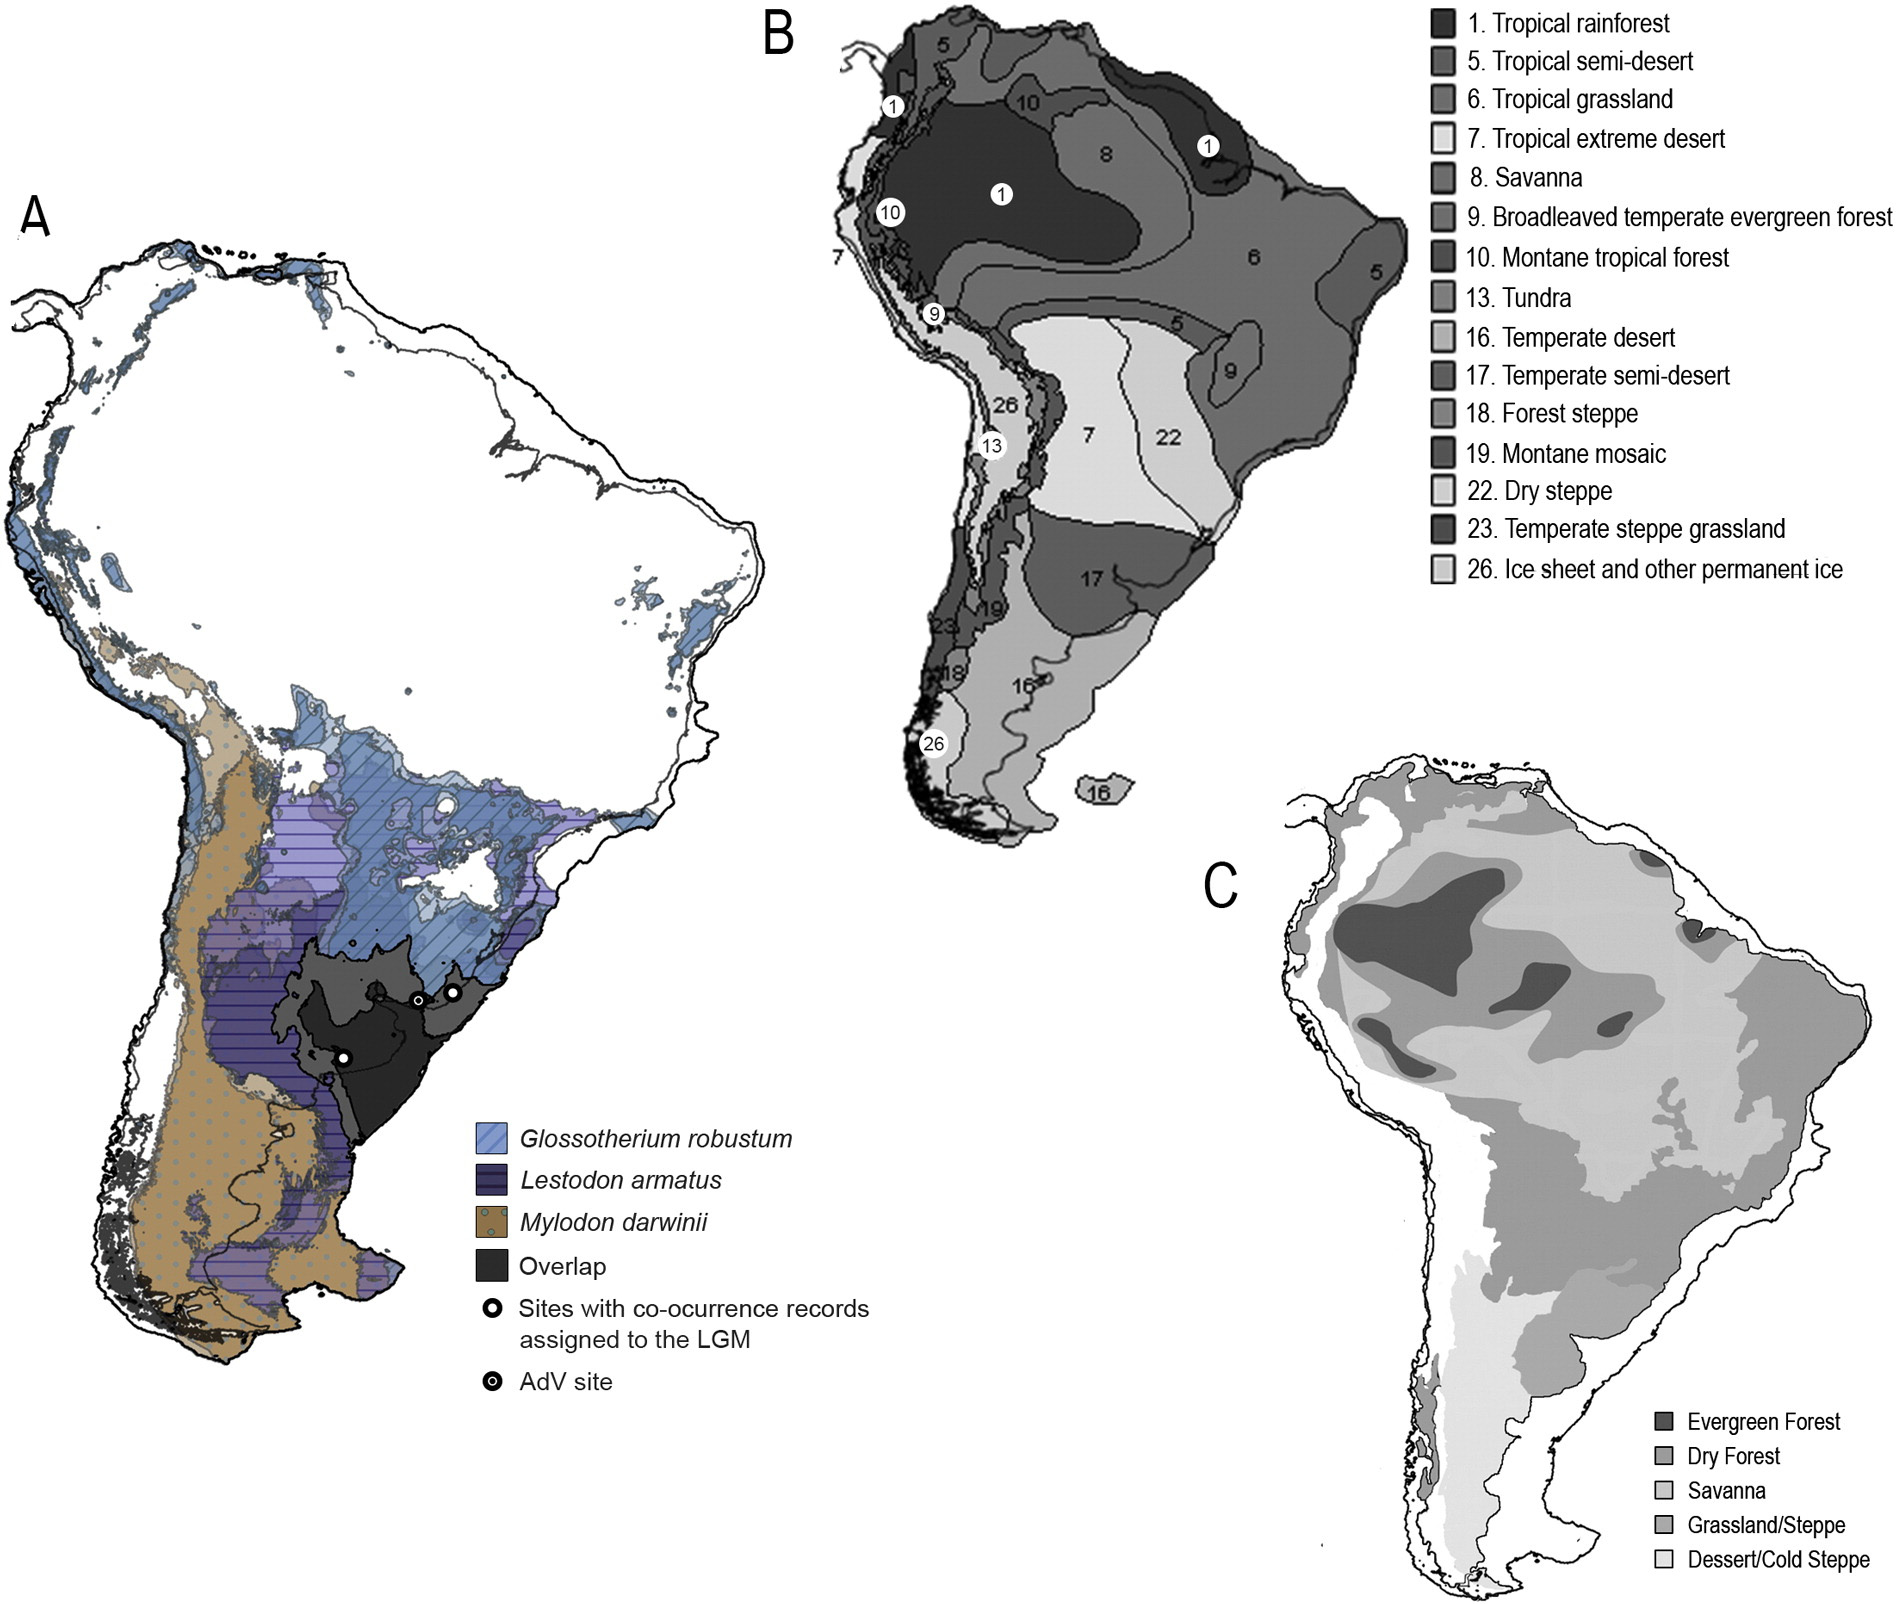 A
Glossotherium robustum
Lestodon armatus
Mylodon darwinii
Overlap
Sites with co-ocurrence records
assigned to the LGM
AdV site
B
5
1
10
8
1
1
10
7
6
5
9
5
9
26
13
7
22
17
19
23
18
16
26
16
1. Tropical rainforest
5. Tropical semi-desert
6. Tropical grassland
7. Tropical extreme desert
8. Savanna
9. Broadleaved temperate evergreen forest
10. Montane tropical forest
13. Tundra
16. Temperate desert
17. Temperate semi-desert
18. Forest steppe
19. Montane mosaic
22. Dry steppe
23. Temperate steppe grassland
26. Ice sheet and other permanent ice
C
Evergreen Forest
Dry Forest
Savanna
Grassland/Steppe
Dessert/Cold Steppe